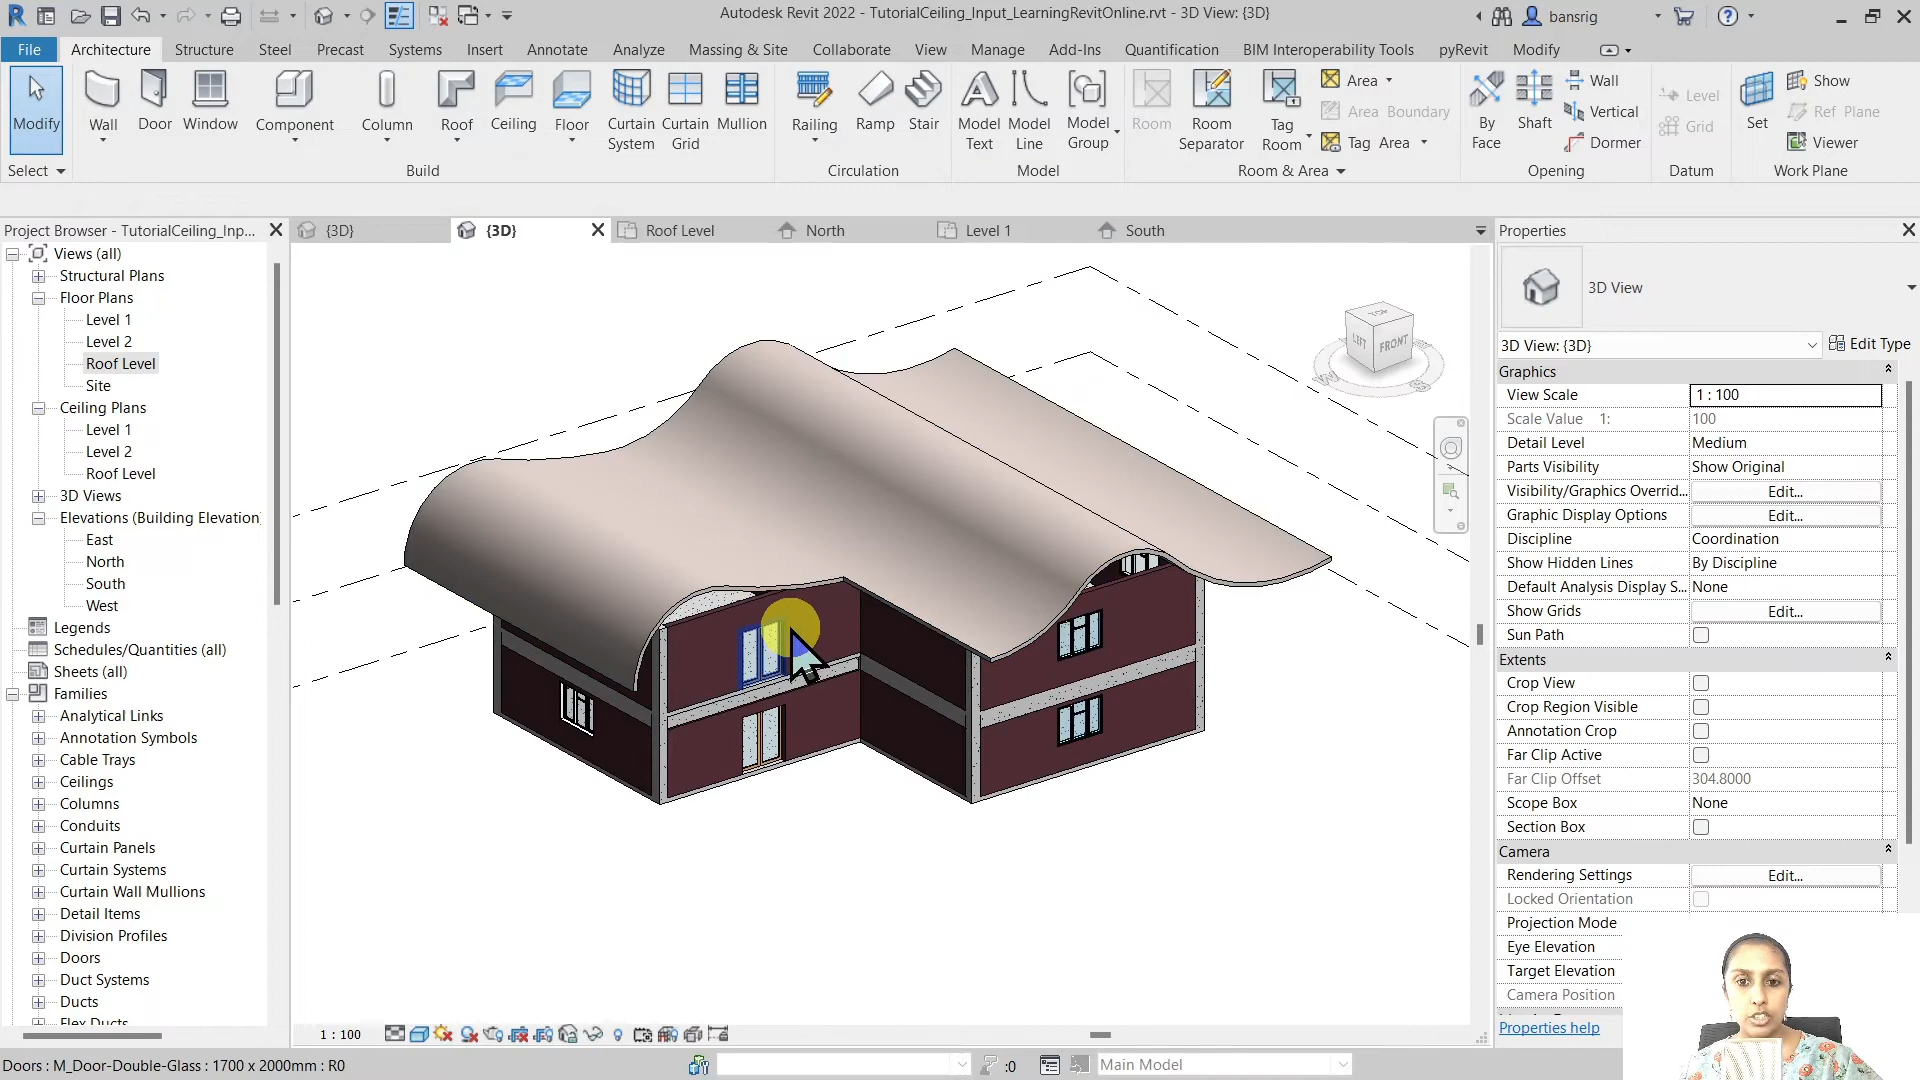 Autodesk Revit 2022 - TutorialCeiling_Input_LearningRevitOnline.rvt - 3D View: {3D}
bansrig
File Architecture Structure Steel Precast Systems Insert Annotate Analyze Massing & Site Collaborate View Manage Add-Ins Quantification BIM Interoperability Tools pyRevit Modify
Modify Wall Door Window Component Column Roof Ceiling Floor Curtain System Curtain Grid Mullion
Railing Ramp Stair Model Text Model Line Model Group
Room Room Separator Tag Room Area Area Boundary Tag Area
By Face Shaft Wall Vertical Dormer
Level Grid
Set Show Ref Plane Viewer
Select Build Circulation Model Room & Area Opening Datum Work Plane
Project Browser - TutorialCeiling_Inp...
{3D} {3D} Roof Level North Level 1 South
Views (all)
Structural Plans
Floor Plans
Level 1
Level 2
Roof Level
Site
Ceiling Plans
Level 1
Level 2
Roof Level
3D Views
Elevations (Building Elevation)
East
North
South
West
Legends
Schedules/Quantities (all)
Sheets (all)
Families
Analytical Links
Annotation Symbols
Cable Trays
Ceilings
Columns
Conduits
Curtain Panels
Curtain Systems
Curtain Wall Mullions
Detail Items
Division Profiles
Doors
Duct Systems
Ducts
Flex Ducts
TOP
LEFT
FRONT
W
S
Properties
3D View
3D View: {3D} Edit Type
Graphics
View Scale 1 : 100
Scale Value 1: 100
Detail Level Medium
Parts Visibility Show Original
Visibility/Graphics Overrid... Edit...
Graphic Display Options Edit...
Discipline Coordination
Show Hidden Lines By Discipline
Default Analysis Display S... None
Show Grids Edit...
Sun Path
Extents
Crop View
Crop Region Visible
Annotation Crop
Far Clip Active
Far Clip Offset 304.8000
Scope Box None
Section Box
Camera
Rendering Settings Edit...
Locked Orientation
Projection Mode
Eye Elevation
Target Elevation
Camera Position
Properties help
1 : 100
Doors : M_Door-Double-Glass : 1700 x 2000mm : R0
:0
Main Model